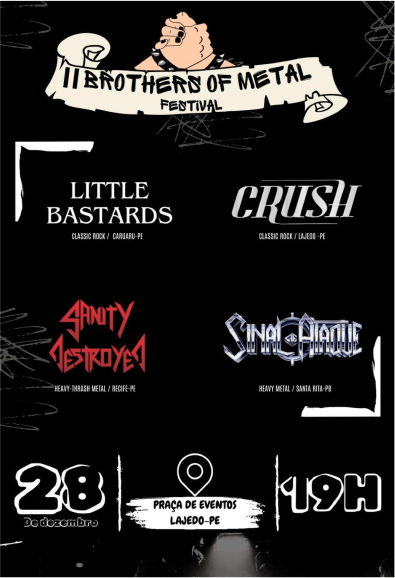 II BROTHERS OF METAL
FESTIVAL
LITTLE
BASTARDS
CLASSIC ROCK / CARUARU-PE
CRUSH
CLASSIC ROCK / LAJEDO -PE
SANITY
DESTROYED
HEAVY-THRASH METAL / RECIFE-PE
SINAL DE ATAQUE
HEAVY METAL / SANTA RITA-PB
28
De dezembro
PRAÇA DE EVENTOS
LAJEDO-PE
19H